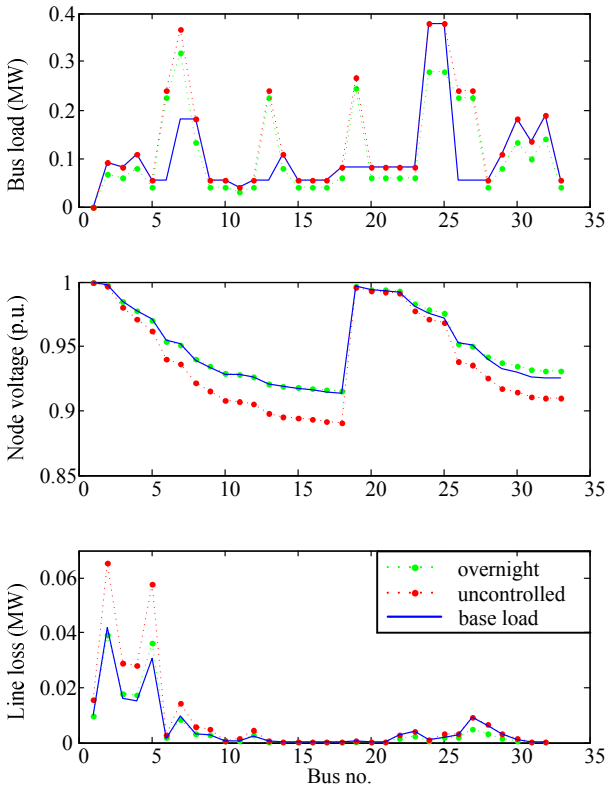 Bus load (MW)
0.4
0.3
0.2
0.1
0
0 5 10 15 20 25 30 35
Node voltage (p.u.)
1
0.95
0.9
0.85
0 5 10 15 20 25 30 35
Line loss (MW)
0.06
0.04
0.02
0
overnight
uncontrolled
base load
0 5 10 15 20 25 30 35
Bus no.